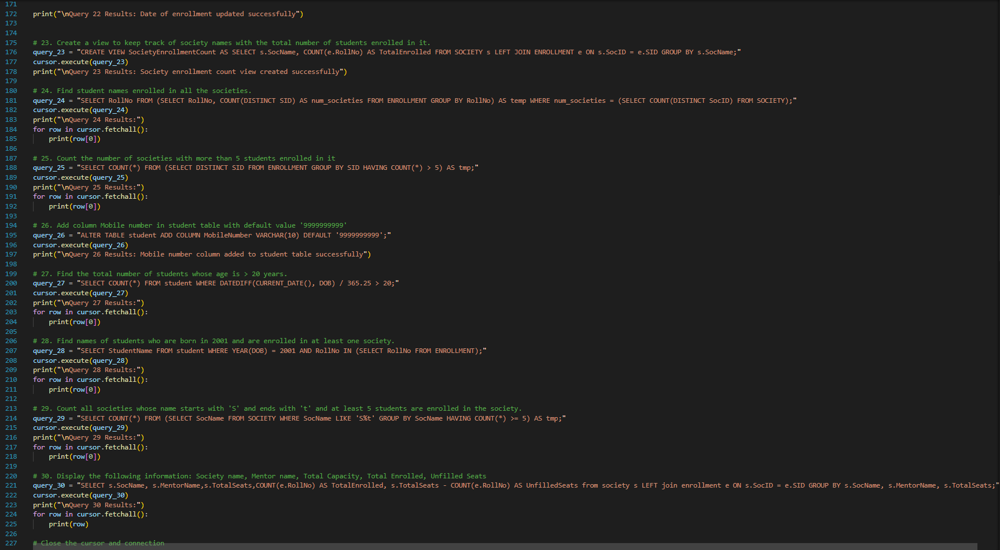 171
172 print("\nQuery 22 Results: Date of enrollment updated successfully")
173
174
175 # 23. Create a view to keep track of society names with the total number of students enrolled in it.
176 query_23 = "CREATE VIEW SocietyEnrollmentCount AS SELECT s.SocName, COUNT(e.RollNo) AS TotalEnrolled FROM SOCIETY s LEFT JOIN ENROLLMENT e ON s.SocID = e.SID GROUP BY s.SocName;"
177 cursor.execute(query_23)
178 print("\nQuery 23 Results: Society enrollment count view created successfully")
179
180 # 24. Find student names enrolled in all the societies.
181 query_24 = "SELECT RollNo FROM (SELECT RollNo, COUNT(DISTINCT SID) AS num_societies FROM ENROLLMENT GROUP BY RollNo) AS temp WHERE num_societies = (SELECT COUNT(DISTINCT SocID) FROM SOCIETY);"
182 cursor.execute(query_24)
183 print("\nQuery 24 Results:")
184 for row in cursor.fetchall():
185     print(row[0])
186
187 # 25. Count the number of societies with more than 5 students enrolled in it
188 query_25 = "SELECT COUNT(*) FROM (SELECT DISTINCT SID FROM ENROLLMENT GROUP BY SID HAVING COUNT(*) > 5) AS tmp;"
189 cursor.execute(query_25)
190 print("\nQuery 25 Results:")
191 for row in cursor.fetchall():
192     print(row[0])
193
194 # 26. Add column Mobile number in student table with default value '9999999999'
195 query_26 = "ALTER TABLE student ADD COLUMN MobileNumber VARCHAR(10) DEFAULT '9999999999';"
196 cursor.execute(query_26)
197 print("\nQuery 26 Results: Mobile number column added to student table successfully")
198
199 # 27. Find the total number of students whose age is > 20 years.
200 query_27 = "SELECT COUNT(*) FROM student WHERE DATEDIFF(CURRENT_DATE(), DOB) / 365.25 > 20;"
201 cursor.execute(query_27)
202 print("\nQuery 27 Results:")
203 for row in cursor.fetchall():
204     print(row[0])
205
206 # 28. Find names of students who are born in 2001 and are enrolled in at least one society.
207 query_28 = "SELECT StudentName FROM student WHERE YEAR(DOB) = 2001 AND RollNo IN (SELECT RollNo FROM ENROLLMENT);"
208 cursor.execute(query_28)
209 print("\nQuery 28 Results:")
210 for row in cursor.fetchall():
211     print(row[0])
212
213 # 29. Count all societies whose name starts with 'S' and ends with 't' and at least 5 students are enrolled in the society.
214 query_29 = "SELECT COUNT(*) FROM (SELECT SocName FROM SOCIETY WHERE SocName LIKE 'S%t' GROUP BY SocName HAVING COUNT(*) >= 5) AS tmp;"
215 cursor.execute(query_29)
216 print("\nQuery 29 Results:")
217 for row in cursor.fetchall():
218     print(row[0])
219
220 # 30. Display the following information: Society name, Mentor name, Total Capacity, Total Enrolled, Unfilled Seats
221 query_30 = "SELECT s.SocName, s.MentorName,s.TotalSeats,COUNT(e.RollNo) AS TotalEnrolled, s.TotalSeats - COUNT(e.RollNo) AS UnfilledSeats from society s LEFT join enrollment e ON s.SocID = e.SID GROUP BY s.SocName, s.MentorName, s.TotalSeats;"
222 cursor.execute(query_30)
223 print("\nQuery 30 Results:")
224 for row in cursor.fetchall():
225     print(row)
226
227 # Close the cursor and connection